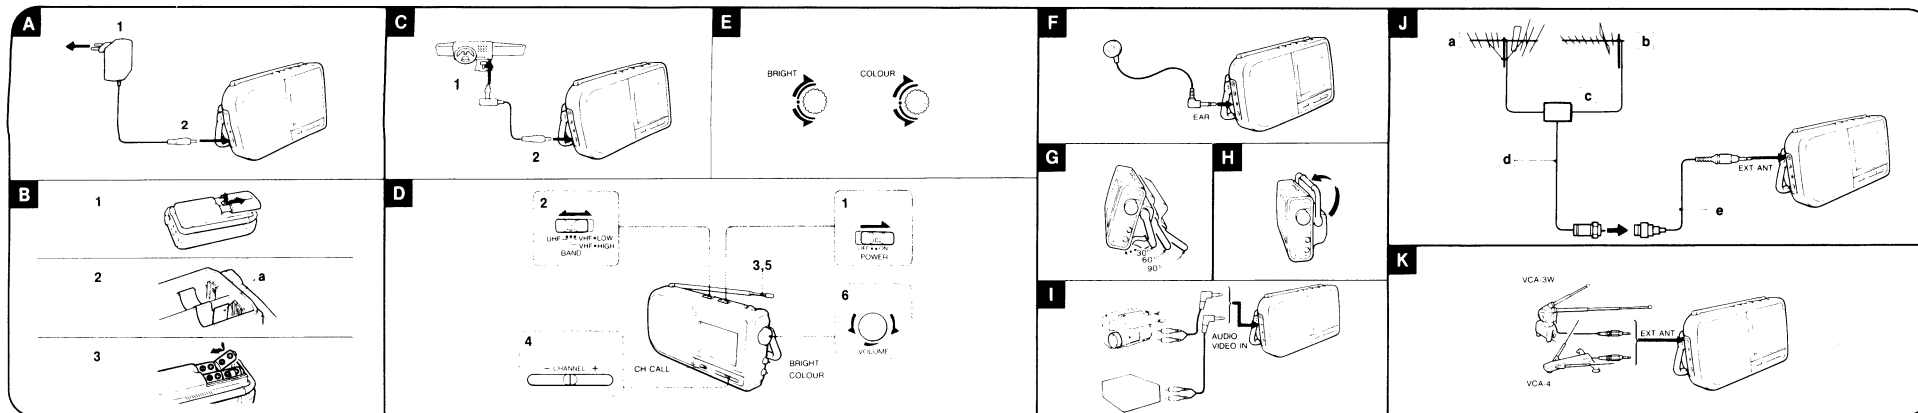 A
1
2
B
1
2
a
3
C
1
2
D
2
UHF VHF•LOW
VHF•HIGH
BAND
1
OFF••ON
POWER
3,5
4
− CHANNEL +
CH CALL
6
VOLUME
BRIGHT
COLOUR
E
BRIGHT
COLOUR
F
EAR
G
30°
60°
90°
H
I
AUDIO
VIDEO IN
J
a
b
c
d
EXT ANT
e
K
VCA-3W
EXT ANT
VCA-4